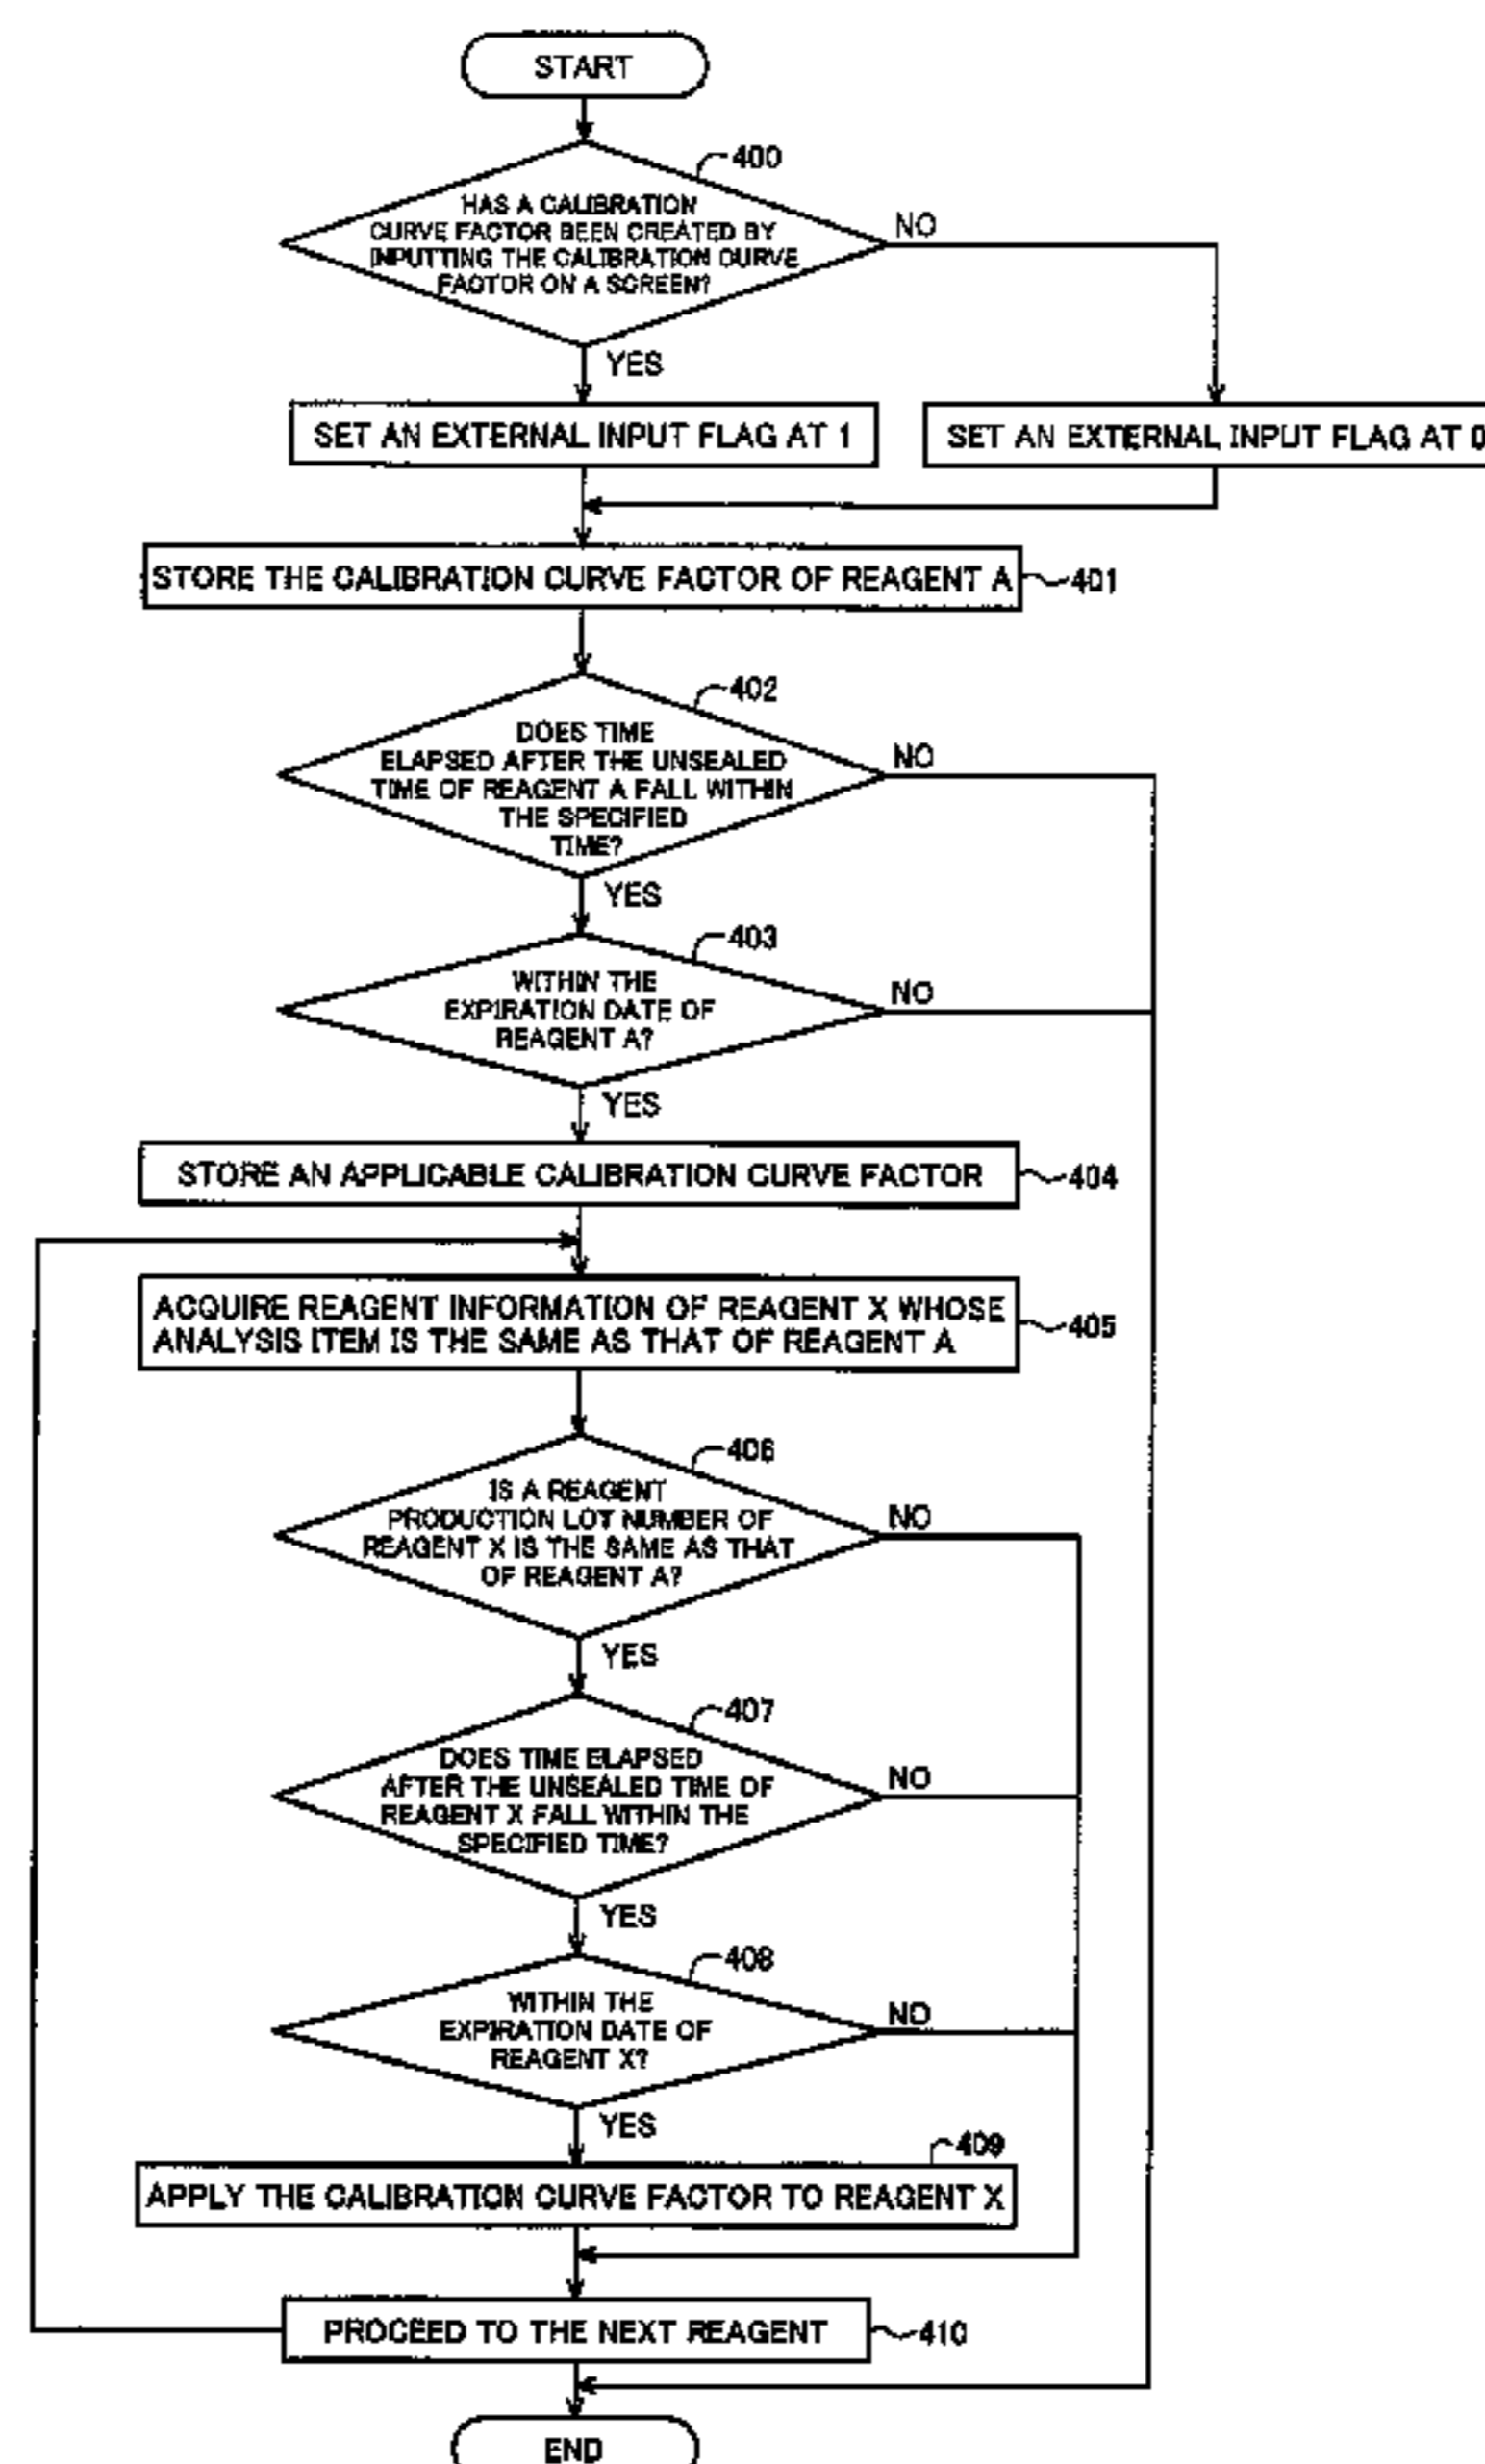 START
400
HAS A CALIBRATION
CURVE FACTOR BEEN CREATED BY
INPUTTING THE CALIBRATION CURVE
FACTOR ON A SCREEN?
NO
YES
SET AN EXTERNAL INPUT FLAG AT 1
SET AN EXTERNAL INPUT FLAG AT 0
STORE THE CALIBRATION CURVE FACTOR OF REAGENT A
401
402
DOES TIME
ELAPSED AFTER THE UNSEALED
TIME OF REAGENT A FALL WITHIN
THE SPECIFIED
TIME?
NO
YES
403
WITHIN THE
EXPIRATION DATE OF
REAGENT A?
NO
YES
STORE AN APPLICABLE CALIBRATION CURVE FACTOR
404
ACQUIRE REAGENT INFORMATION OF REAGENT X WHOSE
ANALYSIS ITEM IS THE SAME AS THAT OF REAGENT A
405
406
IS A REAGENT
PRODUCTION LOT NUMBER OF
REAGENT X IS THE SAME AS THAT
OF REAGENT A?
NO
YES
407
DOES TIME ELAPSED
AFTER THE UNSEALED TIME OF
REAGENT X FALL WITHIN THE
SPECIFIED TIME?
NO
YES
408
WITHIN THE
EXPIRATION DATE OF
REAGENT X?
NO
YES
409
APPLY THE CALIBRATION CURVE FACTOR TO REAGENT X
PROCEED TO THE NEXT REAGENT
410
END